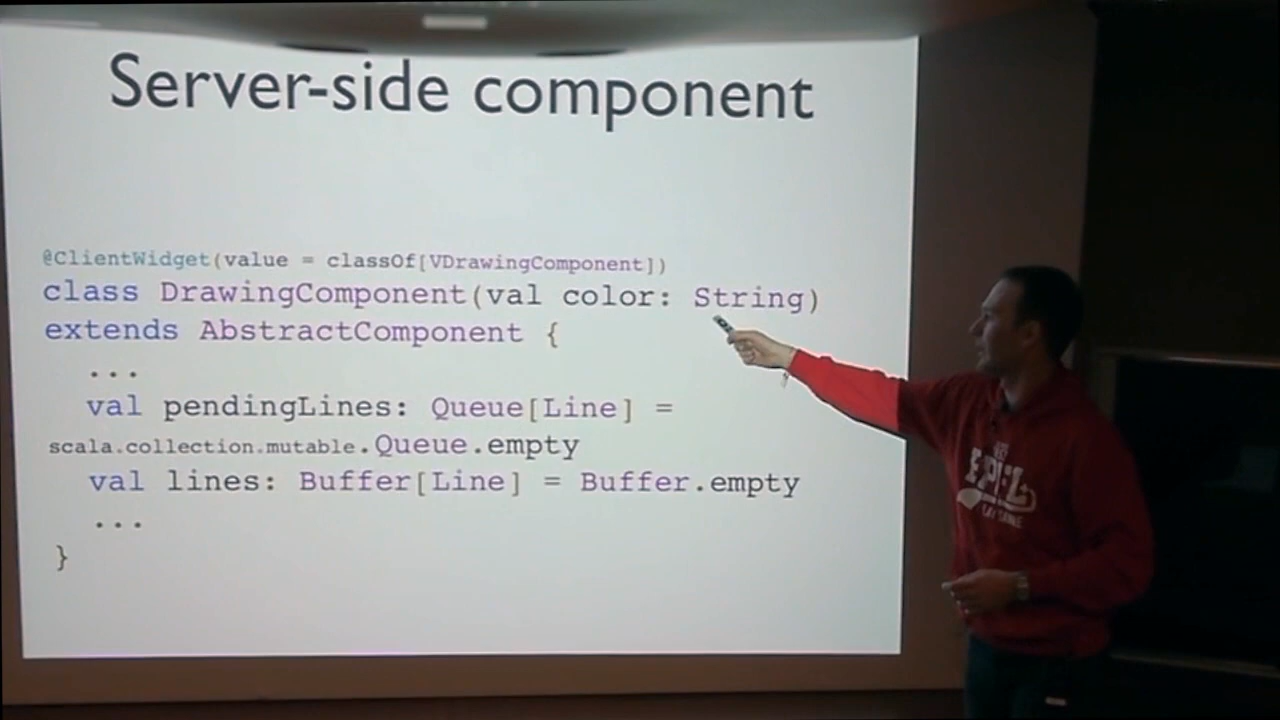 Server-side component
@ClientWidget(value = classOf[VDrawingComponent])
class DrawingComponent(val color: String)
extends AbstractComponent {
...
val pendingLines: Queue[Line] =
scala.collection.mutable.Queue.empty
val lines: Buffer[Line] = Buffer.empty
...
}
EPFL